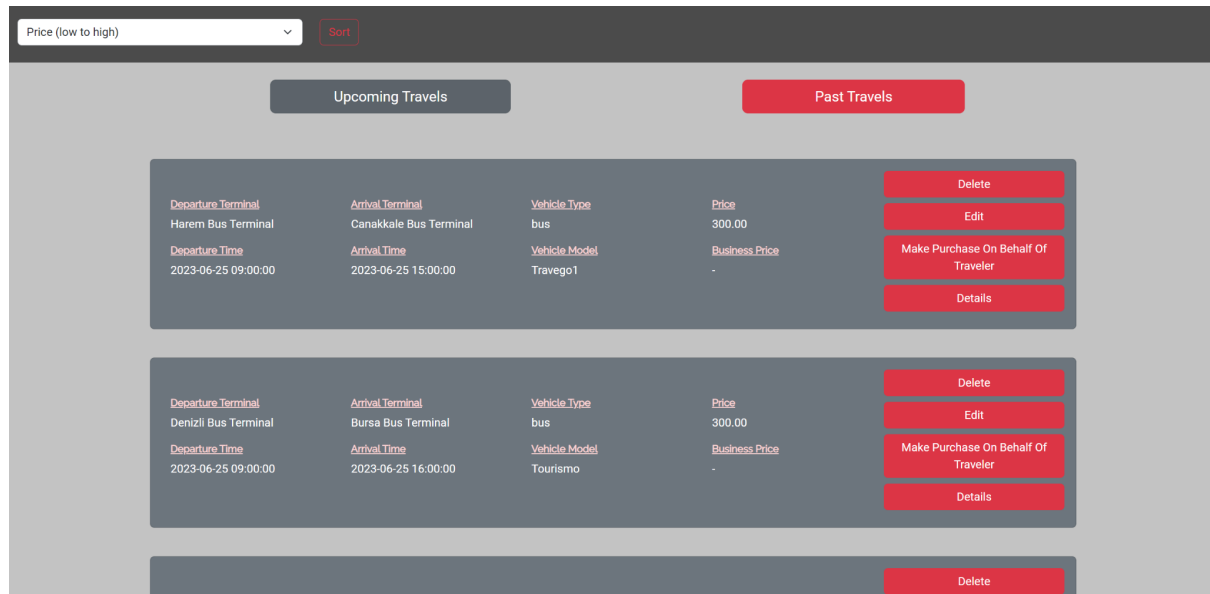 Price (low to high)
Sort
Upcoming Travels
Past Travels
Departure Terminal
Harem Bus Terminal
Departure Time
2023-06-25 09:00:00
Arrival Terminal
Canakkale Bus Terminal
Arrival Time
2023-06-25 15:00:00
Vehicle Type
bus
Vehicle Model
Travego1
Price
300.00
Business Price
-
Delete
Edit
Make Purchase On Behalf Of
Traveler
Details
Departure Terminal
Denizli Bus Terminal
Departure Time
2023-06-25 09:00:00
Arrival Terminal
Bursa Bus Terminal
Arrival Time
2023-06-25 16:00:00
Vehicle Type
bus
Vehicle Model
Tourismo
Price
300.00
Business Price
-
Delete
Edit
Make Purchase On Behalf Of
Traveler
Details
Delete